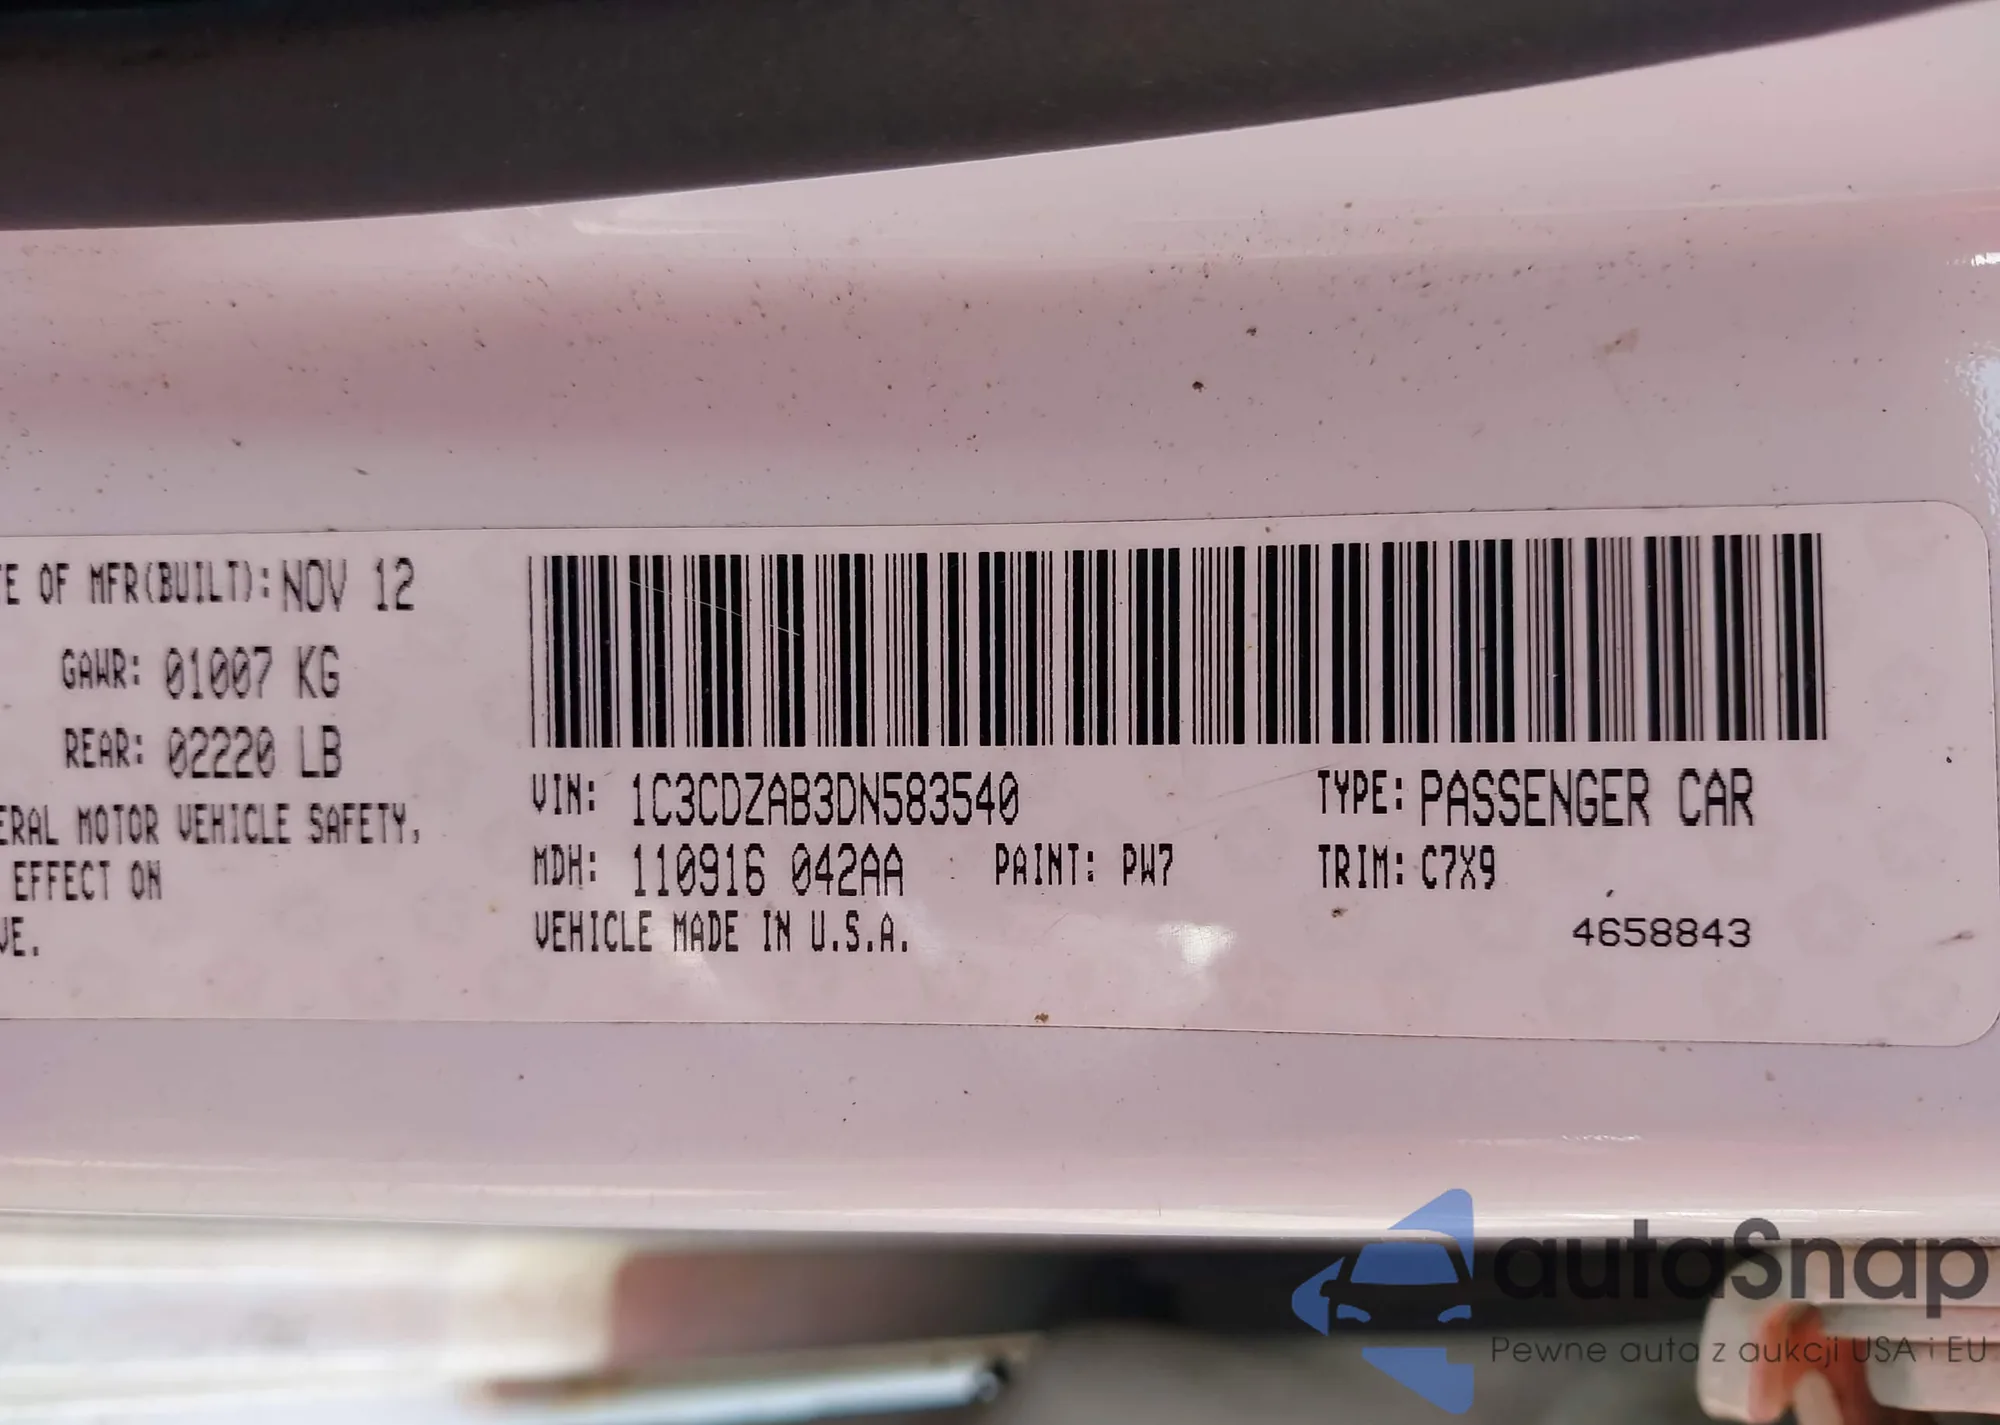 TE OF MFR(BUILT): NOV 12
GAWR: 01007 KG
REAR: 02220 LB
ERAL MOTOR VEHICLE SAFETY,
EFFECT ON
VE.
VIN: 1C3CDZAB3DN583540
TYPE: PASSENGER CAR
MDH: 110916 042AA
PAINT: PW7
TRIM: C7X9
VEHICLE MADE IN U.S.A.
4658843
autaSnap
Pewne auta z aukcji USA i EU